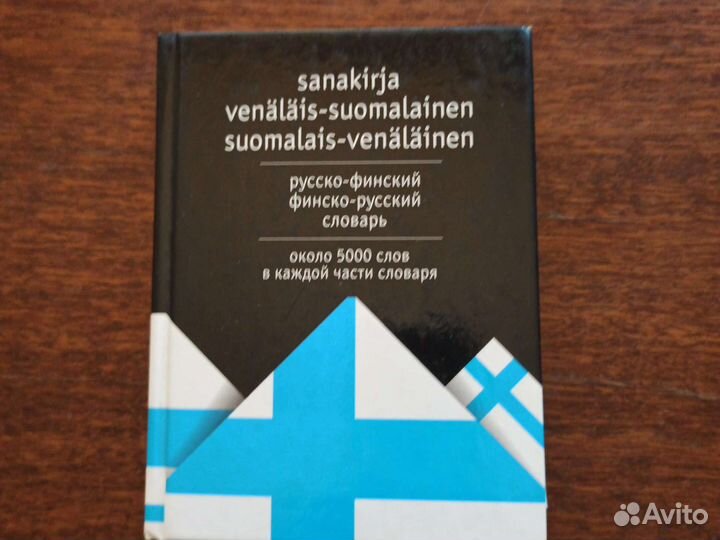 sanakirja
venäläis-suomalainen
suomalais-venäläinen
русско-финский
финско-русский
словарь
около 5000 слов
в каждой части словаря
Avito